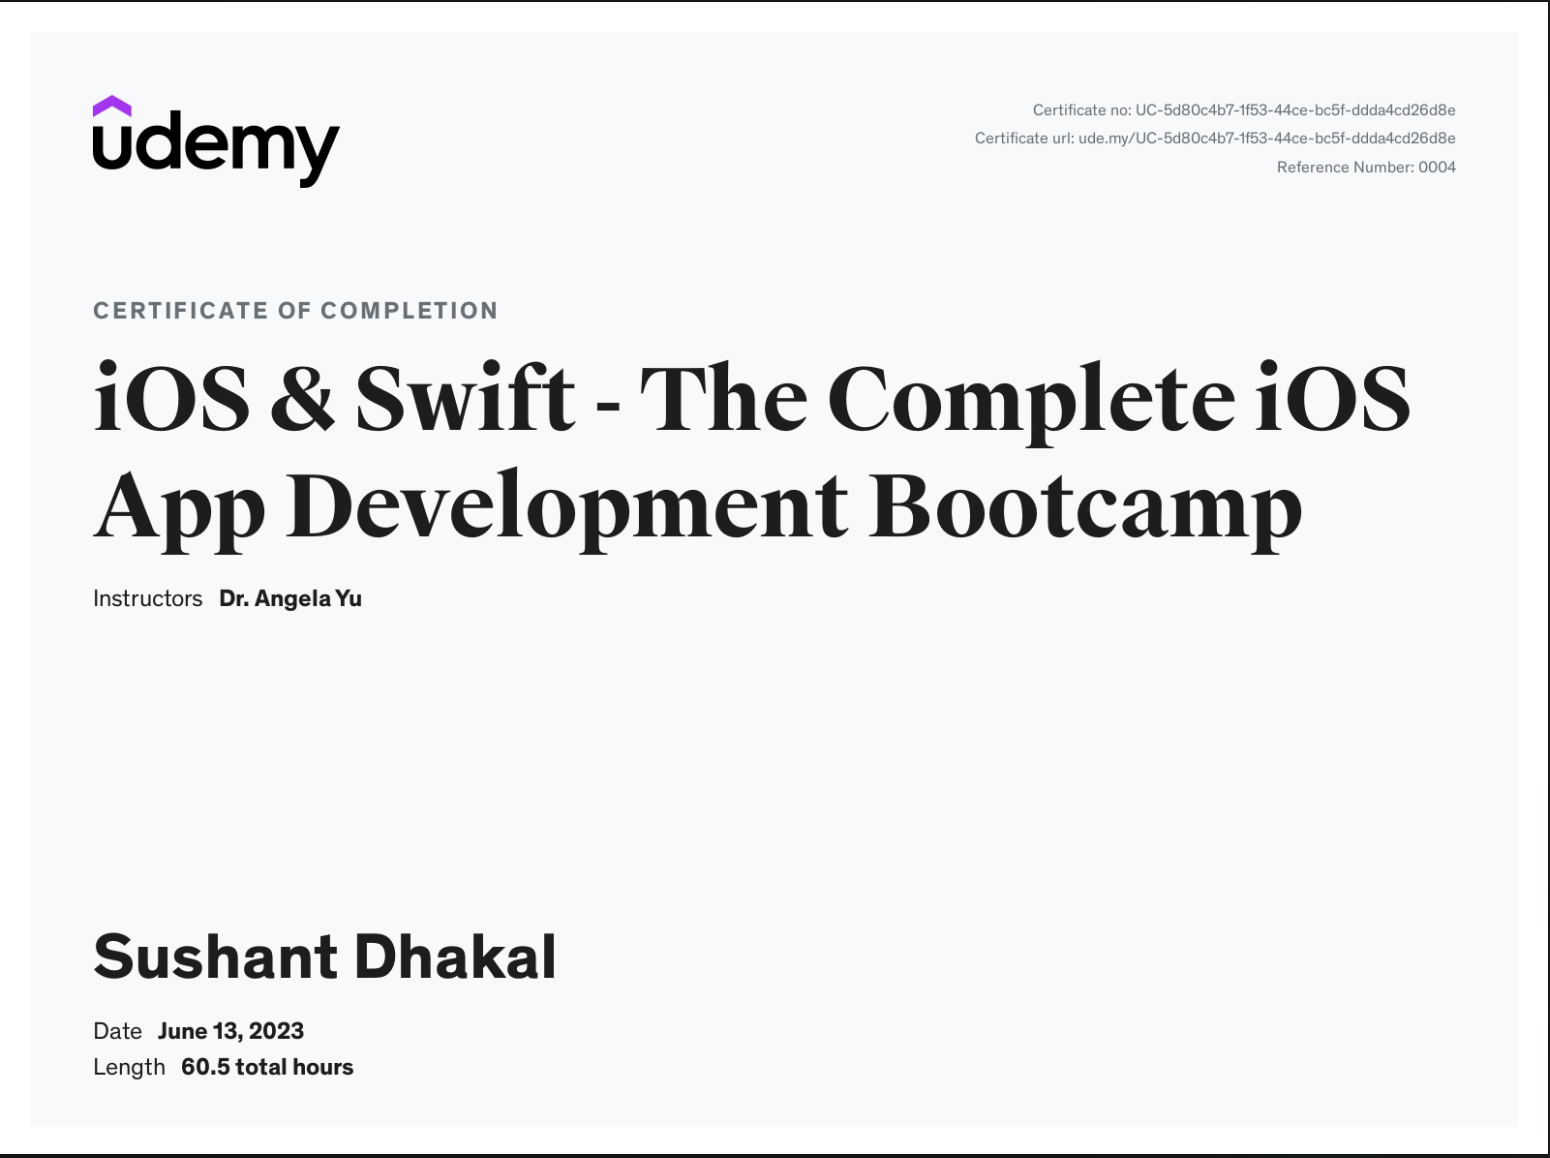 udemy
Certificate no: UC-5d80c4b7-1f53-44ce-bc5f-ddda4cd26d8e
Certificate url: ude.my/UC-5d80c4b7-1f53-44ce-bc5f-ddda4cd26d8e
Reference Number: 0004
CERTIFICATE OF COMPLETION
iOS & Swift - The Complete iOS
App Development Bootcamp
Instructors Dr. Angela Yu
Sushant Dhakal
Date June 13, 2023
Length 60.5 total hours